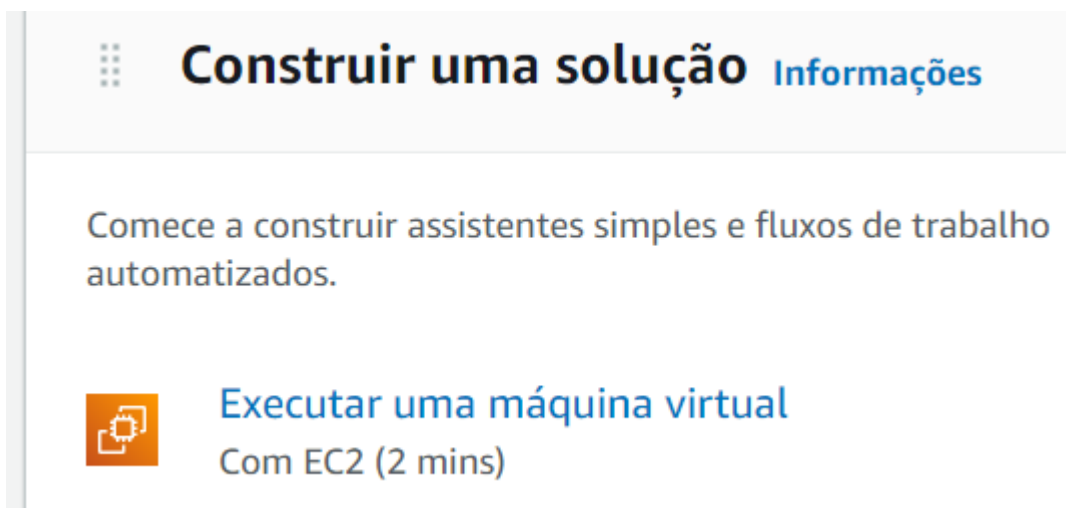 Construir uma solução Informações
Comece a construir assistentes simples e fluxos de trabalho
automatizados.
Executar uma máquina virtual
Com EC2 (2 mins)